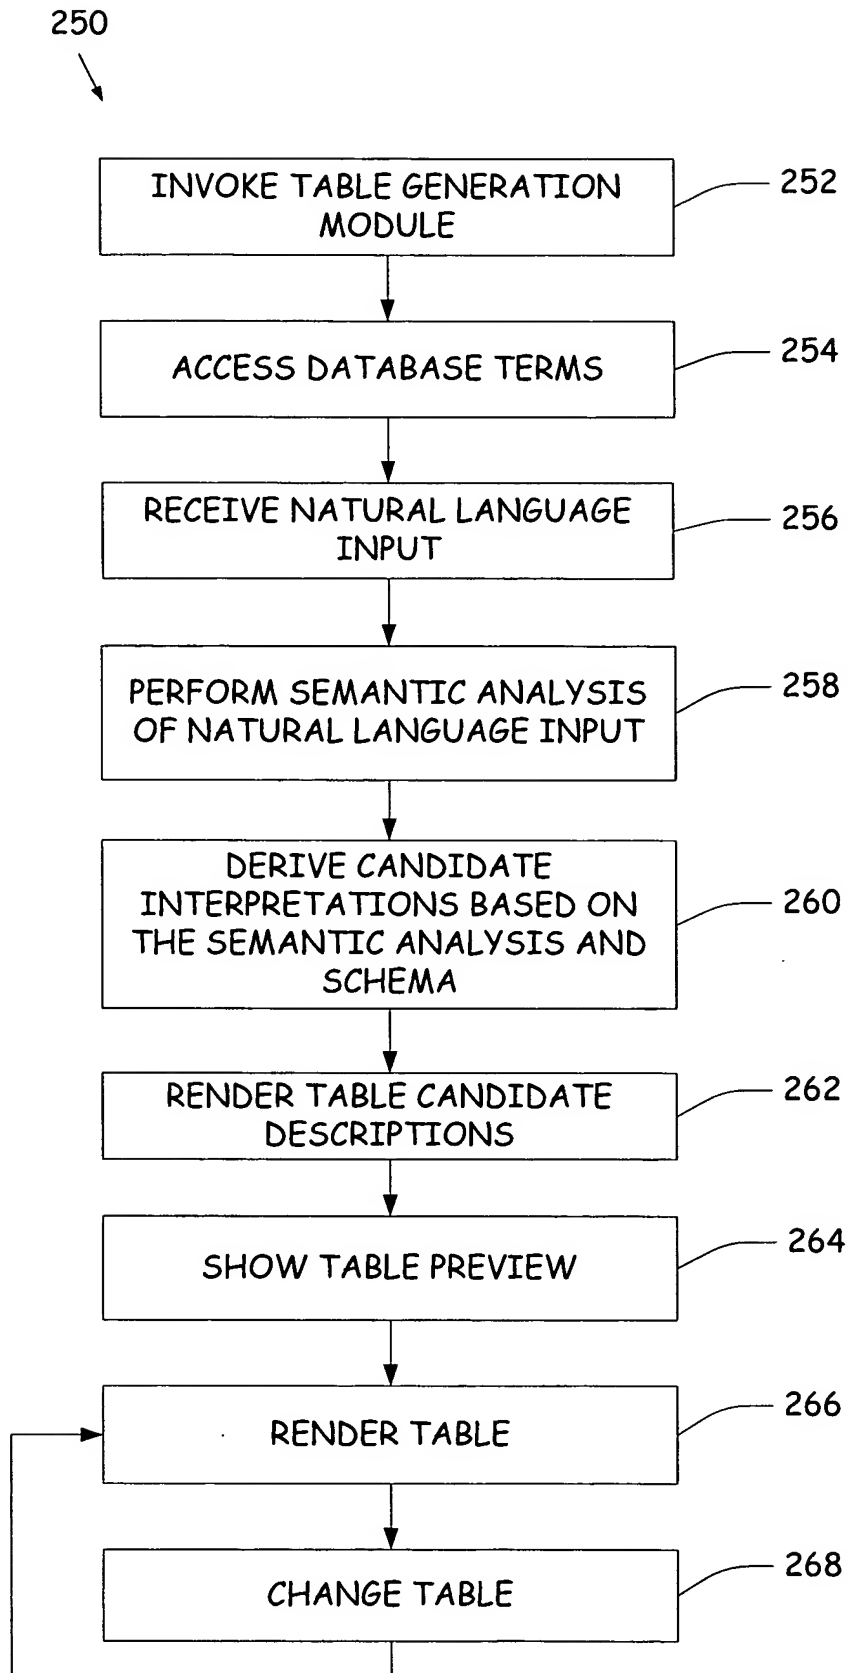 250
INVOKE TABLE GENERATION
MODULE
252
ACCESS DATABASE TERMS
254
RECEIVE NATURAL LANGUAGE
INPUT
256
PERFORM SEMANTIC ANALYSIS
OF NATURAL LANGUAGE INPUT
258
DERIVE CANDIDATE
INTERPRETATIONS BASED ON
THE SEMANTIC ANALYSIS AND
SCHEMA
260
RENDER TABLE CANDIDATE
DESCRIPTIONS
262
SHOW TABLE PREVIEW
264
RENDER TABLE
266
CHANGE TABLE
268